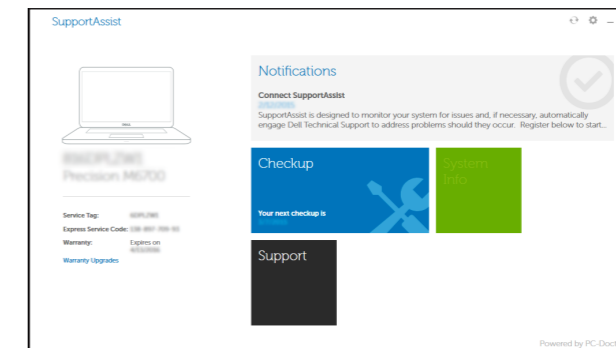 SupportAssist
Notifications
Connect SupportAssist
SupportAssist is designed to monitor your system for issues and, if necessary, automatically
engage Dell Technical Support to address problems should they occur. Register below to start...
Precision M6700
Checkup
System
Info
Your next checkup is
Service Tag:
Express Service Code:
Warranty: Expires on
Warranty Upgrades
Support
Powered by PC-Doct